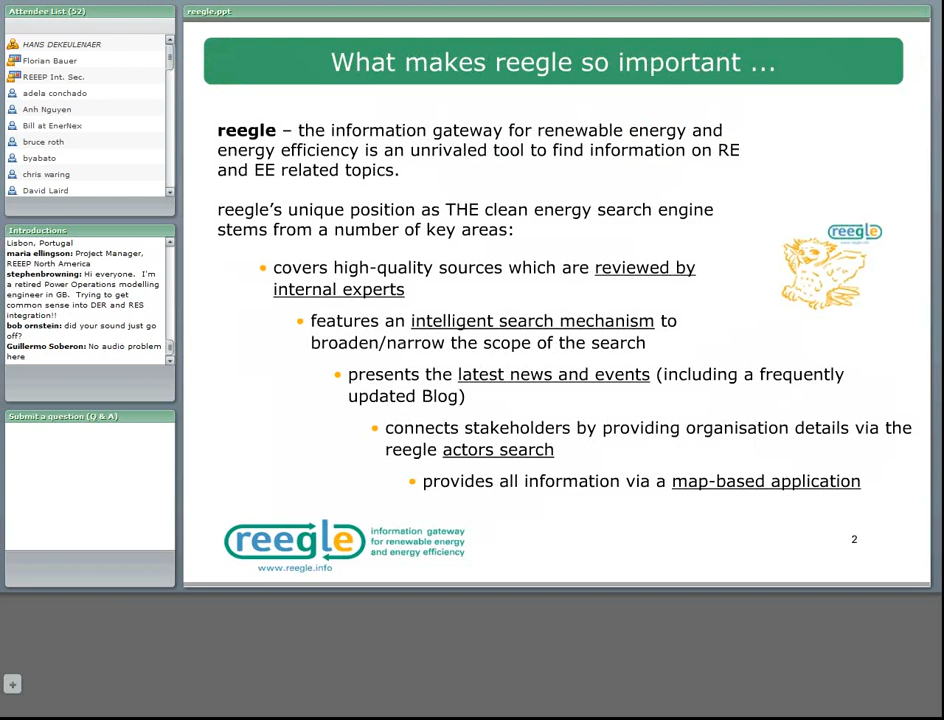 Attendee List (52)
HANS DEKEULENAER
Florian Bauer
REEEP Int. Sec.
adela conchado
Anh Nguyen
Bill at EnerNex
bruce roth
byabato
chris waring
David Laird
Introductions
Lisbon, Portugal
maria ellingson: Project Manager,
REEEP North America
stephenbrowning: Hi everyone. I'm
a retired Power Operations modelling
engineer in GB. Trying to get
common sense into DER and RES
integration!!
bob ornstein: did your sound just go
off?
Guillermo Soberon: No audio problem
here
Submit a question (Q & A)
reegle.ppt
What makes reegle so important ...
reegle – the information gateway for renewable energy and
energy efficiency is an unrivaled tool to find information on RE
and EE related topics.
reegle's unique position as THE clean energy search engine
stems from a number of key areas:
reegle
• covers high-quality sources which are reviewed by
internal experts
• features an intelligent search mechanism to
broaden/narrow the scope of the search
• presents the latest news and events (including a frequently
updated Blog)
• connects stakeholders by providing organisation details via the
reegle actors search
• provides all information via a map-based application
reegle
information gateway
for renewable energy
and energy efficiency
www.reegle.info
2